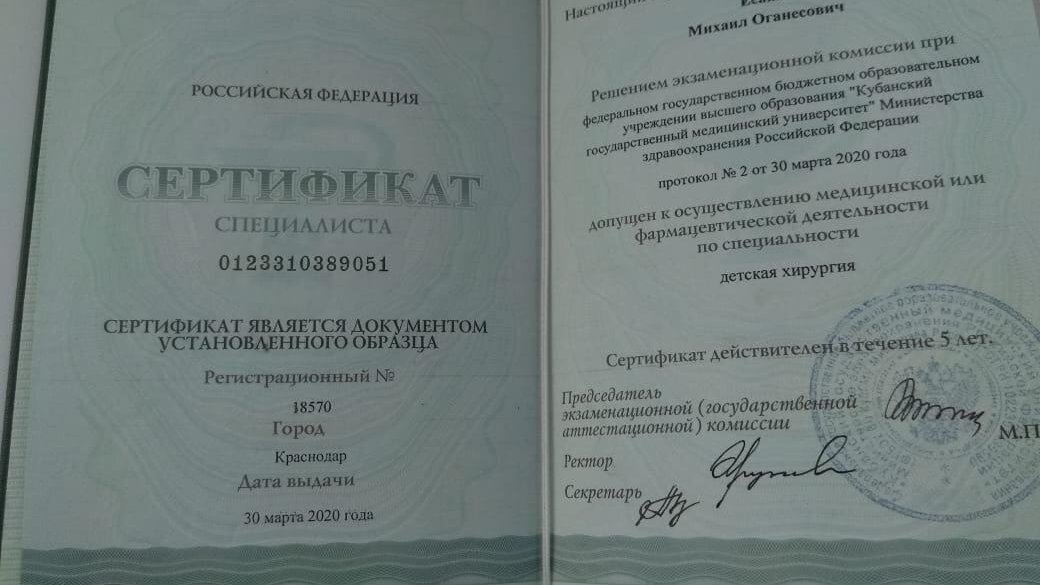 РОССИЙСКАЯ ФЕДЕРАЦИЯ
СЕРТИФИКАТ
СПЕЦИАЛИСТА
0123310389051
СЕРТИФИКАТ ЯВЛЯЕТСЯ ДОКУМЕНТОМ
УСТАНОВЛЕННОГО ОБРАЗЦА
Регистрационный №
18570
Город
Краснодар
Дата выдачи
30 марта 2020 года
Настоящий
Михаил Оганесович
Решением экзаменационной комиссии при
федеральном государственном бюджетном образовательном
учреждении высшего образования "Кубанский
государственный медицинский университет" Министерства
здравоохранения Российской Федерации
протокол № 2 от 30 марта 2020 года
допущен к осуществлению медицинской или
фармацевтической деятельности
по специальности
детская хирургия
Сертификат действителен в течение 5 лет.
Председатель
экзаменационной (государственной
аттестационной) комиссии
М.П
Ректор
Секретарь